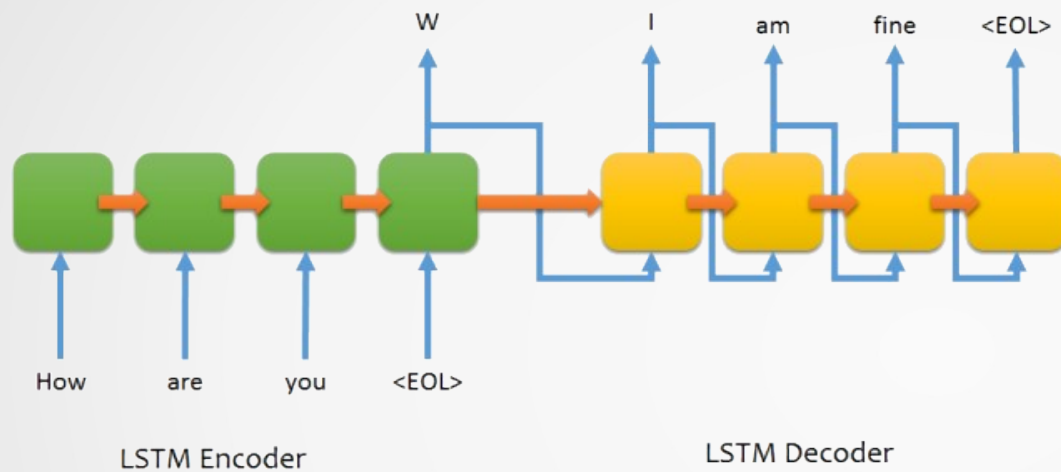 W I am fine <EOL>
How are you <EOL>
LSTM Encoder LSTM Decoder